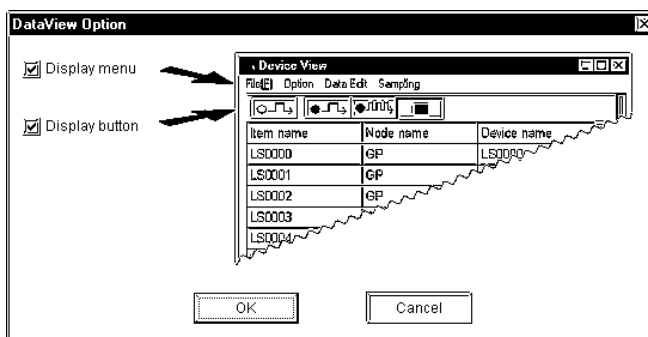 DataView Option
Display menu
Display button
Device View
File(F) Option Data Edit Sampling
Item name Node name Device name
LS0000 GP LS0000
LS0001 GP
LS0002 GP
LS0003
LS0004
OK Cancel